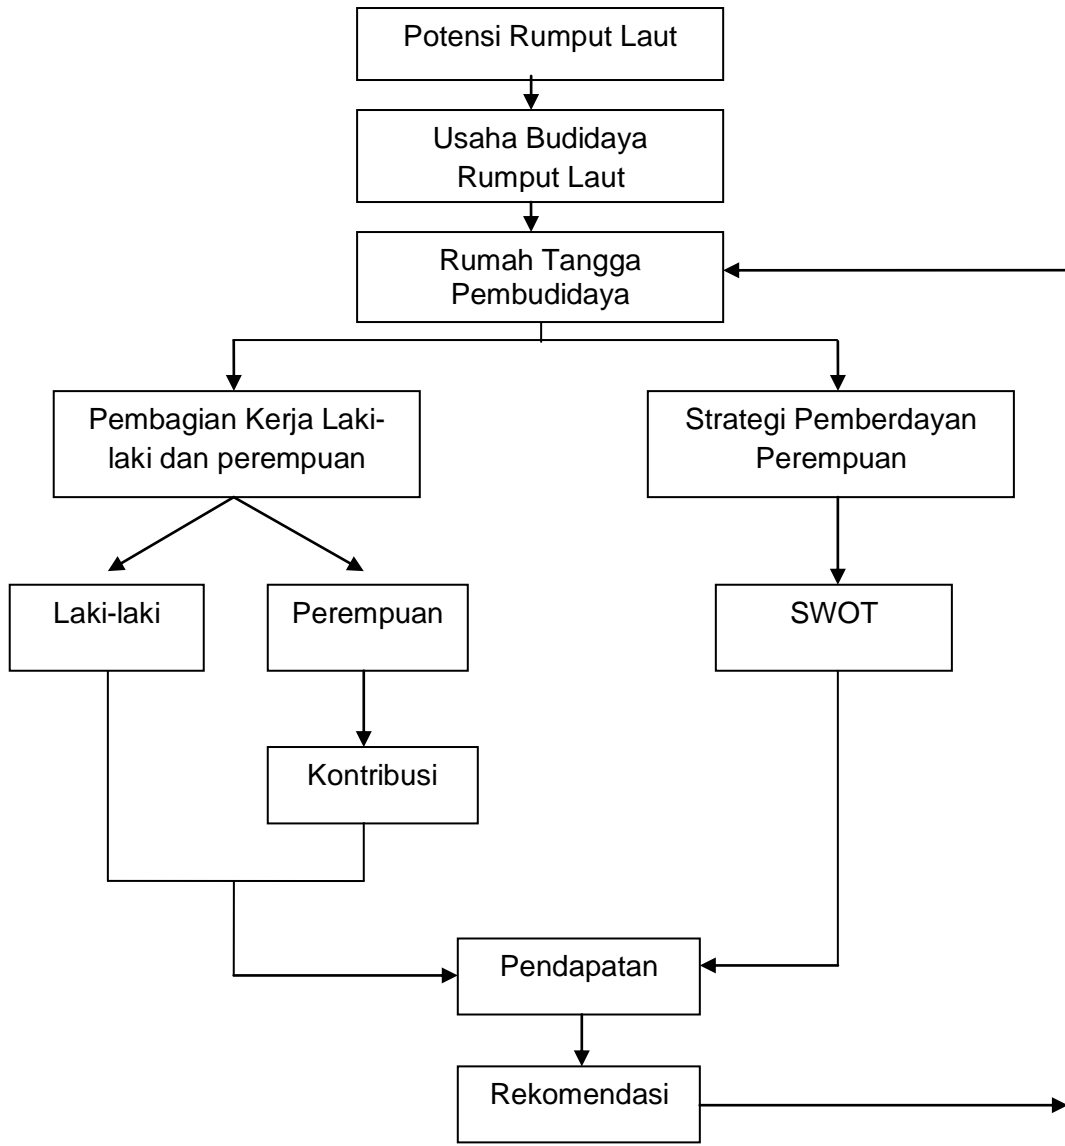 Potensi Rumput Laut
Usaha Budidaya
Rumput Laut
Rumah Tangga
Pembudidaya
Pembagian Kerja Laki-
laki dan perempuan
Strategi Pemberdayan
Perempuan
Laki-laki
Perempuan
SWOT
Kontribusi
Pendapatan
Rekomendasi